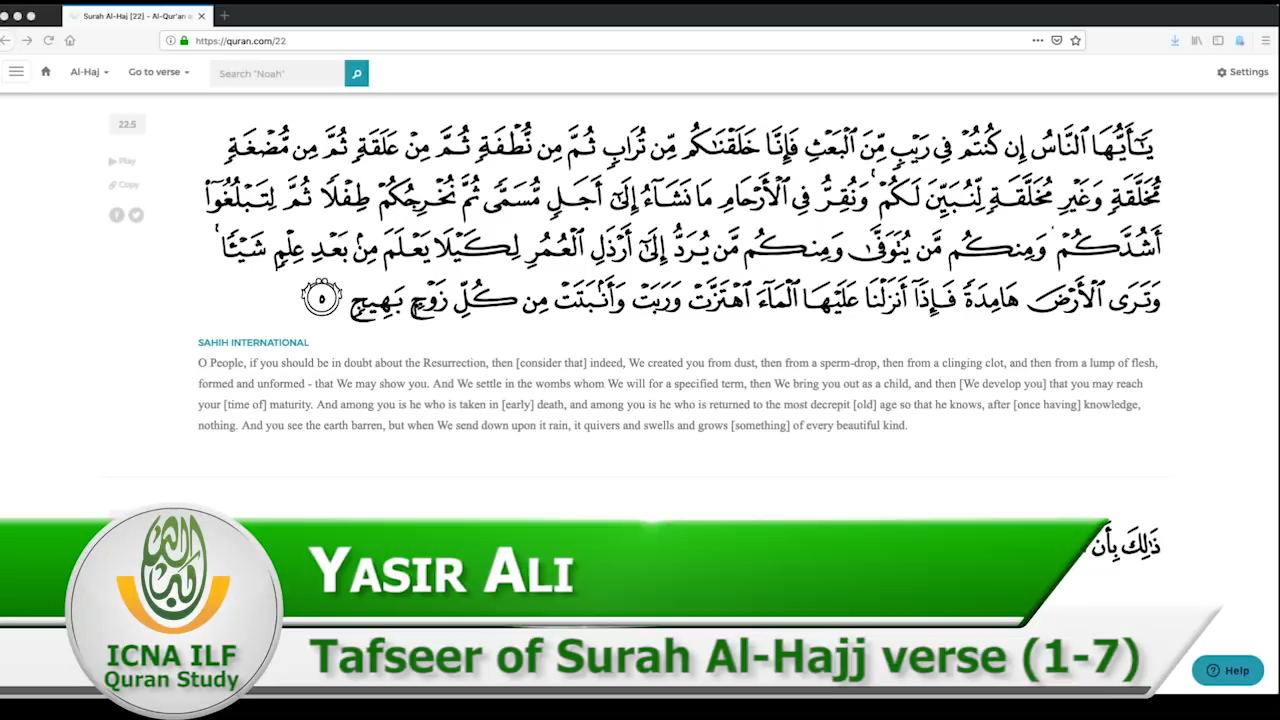 Surah Al-Haj [22] - Al-Qur'an a
https://quran.com/22
Al-Haj
Go to verse
Search "Noah"
Settings
22:5
Play
Copy
يَـٰٓأَيُّهَا ٱلنَّاسُ إِن كُنتُمْ فِى رَيْبٍ مِّنَ ٱلْبَعْثِ فَإِنَّا خَلَقْنَـٰكُم مِّن تُرَابٍ ثُمَّ مِن نُّطْفَةٍ ثُمَّ مِنْ عَلَقَةٍ ثُمَّ مِن مُّضْغَةٍ
مُّخَلَّقَةٍ وَغَيْرِ مُخَلَّقَةٍ لِّنُبَيِّنَ لَكُمْ ۚ وَنُقِرُّ فِى ٱلْأَرْحَامِ مَا نَشَآءُ إِلَىٰٓ أَجَلٍ مُّسَمًّى ثُمَّ نُخْرِجُكُمْ طِفْلًا ثُمَّ لِتَبْلُغُوٓا۟
أَشُدَّكُمْ ۖ وَمِنكُم مَّن يُتَوَفَّىٰ وَمِنكُم مَّن يُرَدُّ إِلَىٰٓ أَرْذَلِ ٱلْعُمُرِ لِكَيْلَا يَعْلَمَ مِنۢ بَعْدِ عِلْمٍ شَيْـًٔا ۚ
وَتَرَى ٱلْأَرْضَ هَامِدَةً فَإِذَآ أَنزَلْنَا عَلَيْهَا ٱلْمَآءَ ٱهْتَزَّتْ وَرَبَتْ وَأَنۢبَتَتْ مِن كُلِّ زَوْجٍۭ بَهِيجٍ ٥
SAHIH INTERNATIONAL
O People, if you should be in doubt about the Resurrection, then [consider that] indeed, We created you from dust, then from a sperm-drop, then from a clinging clot, and then from a lump of flesh,
formed and unformed - that We may show you. And We settle in the wombs whom We will for a specified term, then We bring you out as a child, and then [We develop you] that you may reach
your [time of] maturity. And among you is he who is taken in [early] death, and among you is he who is returned to the most decrepit [old] age so that he knows, after [once having] knowledge,
nothing. And you see the earth barren, but when We send down upon it rain, it quivers and swells and grows [something] of every beautiful kind.
ذَٰلِكَ بِأَن
Yasir Ali
Tafseer of Surah Al-Hajj verse (1-7)
ICNA ILF
Quran Study
Help